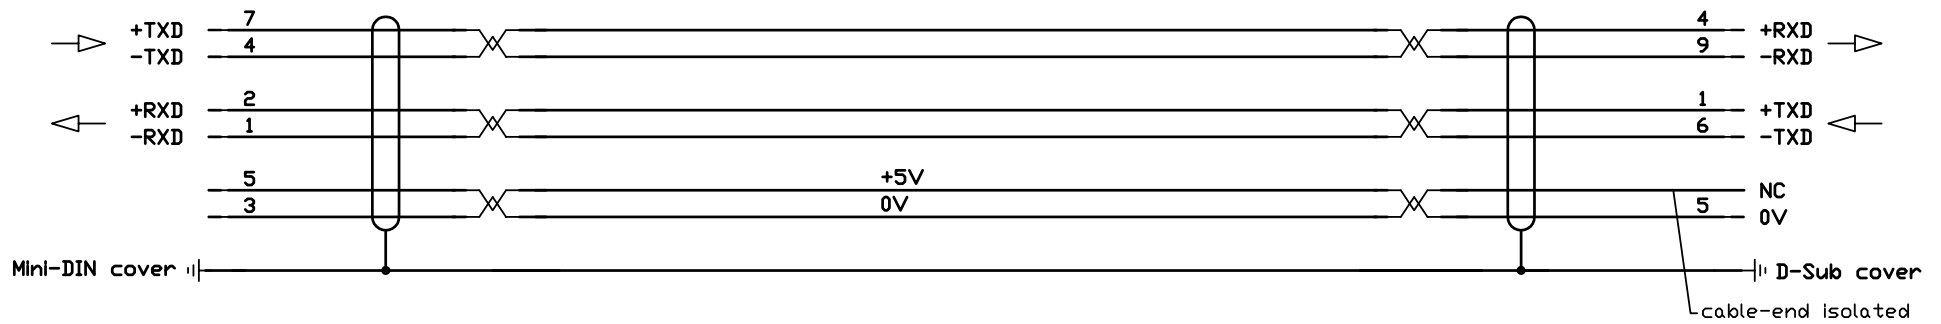 7 4
+TXD +RXD
4 9
-TXD -RXD
2 1
+RXD +TXD
1 6
-RXD -TXD
5 +5V NC
3 0V 5 0V
Mini-DIN cover D-Sub cover
cable-end isolated